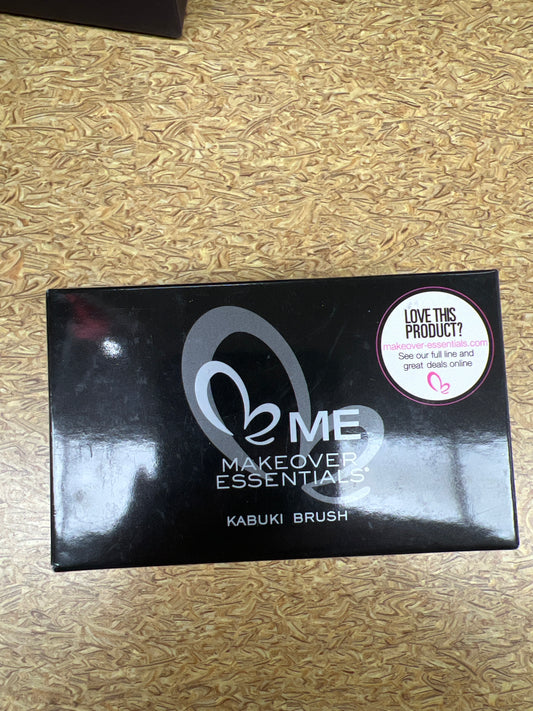 LOVE THIS
PRODUCT?
makeover-essentials.com
See our full line and
great deals online
ME
MAKEOVER
ESSENTIALS®
KABUKI BRUSH